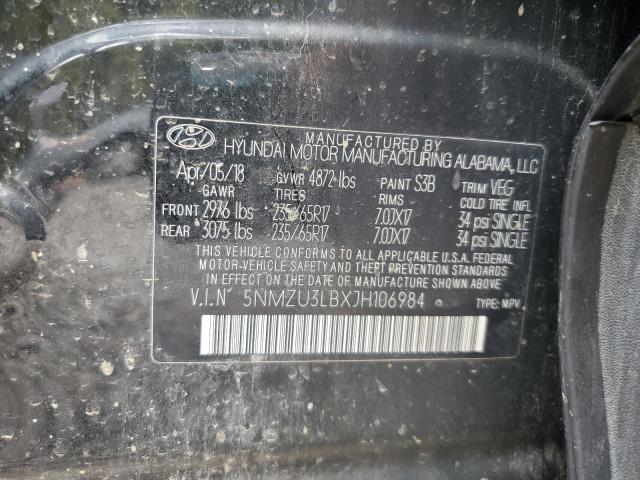 MANUFACTURED BY
HYUNDAI MOTOR MANUFACTURING ALABAMA, LLC
Apr/05/18 GVWR 4872 lbs PAINT S3B TRIM VEG
GAWR TIRES RIMS COLD TIRE INFL
FRONT 2976 lbs 235/65R17 7.0JX17 34 psi SINGLE
REAR 3075 lbs 235/65R17 7.0JX17 34 psi SINGLE
THIS VEHICLE CONFORMS TO ALL APPLICABLE U.S.A. FEDERAL
MOTOR-VEHICLE SAFETY BUMPER, AND THEFT PREVENTION STANDARDS
IN EFFECT ON THE DATE OF MANUFACTURE SHOWN ABOVE.
V.I.N 5NMZU3LBXJH106984 TYPE: MPV